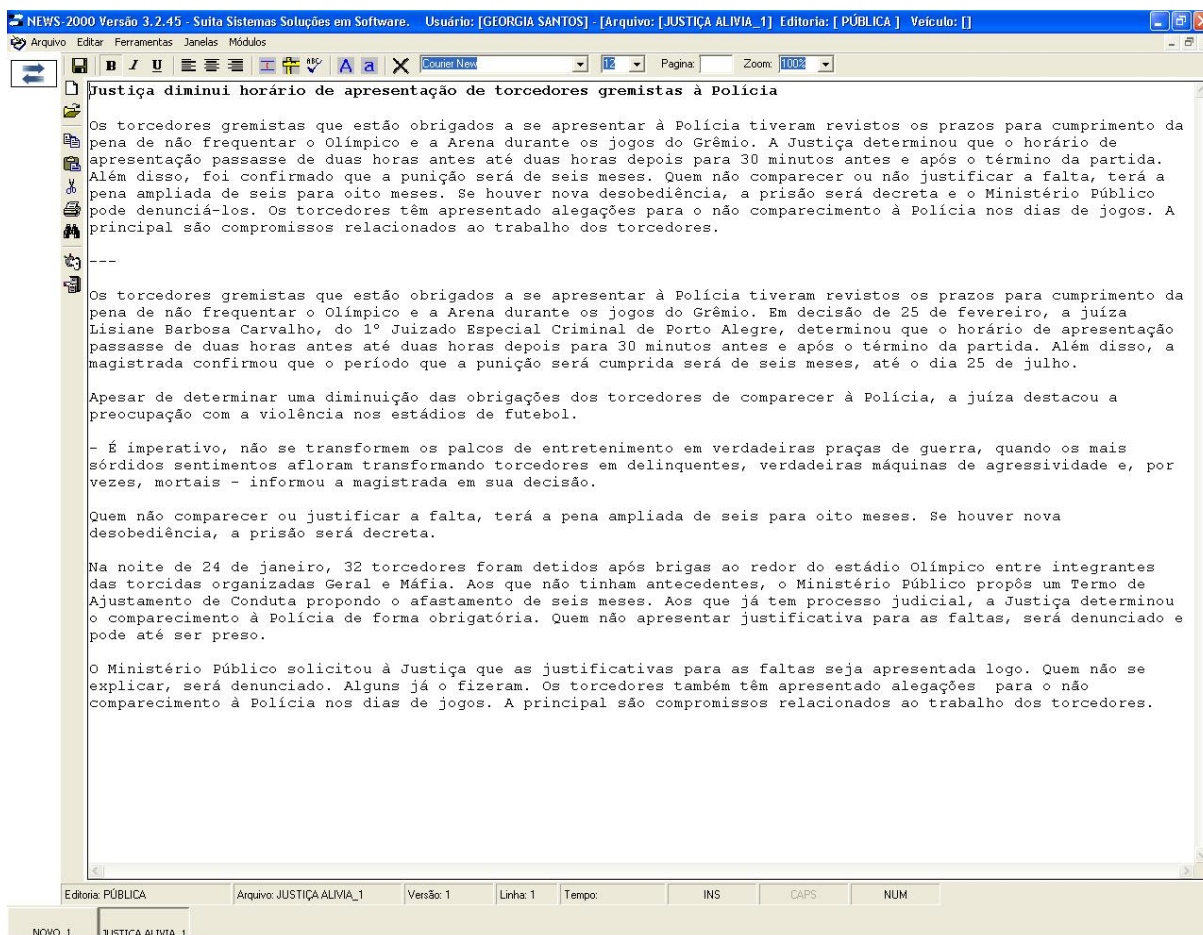 NEWS-2000 Versão 3.2.45 - Suita Sistemas Soluções em Software. Usuário: [GEORGIA SANTOS] - [Arquivo: [JUSTIÇA ALIVIA_1] Editoria: [ PÚBLICA ] Veículo: []
Arquivo Editar Ferramentas Janelas Módulos
B I U ABC A a X Courier New 12 Pagina: Zoom: 100%
Justiça diminui horário de apresentação de torcedores gremistas à Polícia
Os torcedores gremistas que estão obrigados a se apresentar à Polícia tiveram revistos os prazos para cumprimento da
pena de não frequentar o Olímpico e a Arena durante os jogos do Grêmio. A Justiça determinou que o horário de
apresentação passasse de duas horas antes até duas horas depois para 30 minutos antes e após o término da partida.
Além disso, foi confirmado que a punição será de seis meses. Quem não comparecer ou não justificar a falta, terá a
pena ampliada de seis para oito meses. Se houver nova desobediência, a prisão será decreta e o Ministério Público
pode denunciá-los. Os torcedores têm apresentado alegações para o não comparecimento à Polícia nos dias de jogos. A
principal são compromissos relacionados ao trabalho dos torcedores.
---
Os torcedores gremistas que estão obrigados a se apresentar à Polícia tiveram revistos os prazos para cumprimento da
pena de não frequentar o Olímpico e a Arena durante os jogos do Grêmio. Em decisão de 25 de fevereiro, a juíza
Lisiane Barbosa Carvalho, do 1º Juizado Especial Criminal de Porto Alegre, determinou que o horário de apresentação
passasse de duas horas antes até duas horas depois para 30 minutos antes e após o término da partida. Além disso, a
magistrada confirmou que o período que a punição será cumprida será de seis meses, até o dia 25 de julho.
Apesar de determinar uma diminuição das obrigações dos torcedores de comparecer à Polícia, a juíza destacou a
preocupação com a violência nos estádios de futebol.
- É imperativo, não se transformem os palcos de entretenimento em verdadeiras praças de guerra, quando os mais
sórdidos sentimentos afloram transformando torcedores em delinquentes, verdadeiras máquinas de agressividade e, por
vezes, mortais - informou a magistrada em sua decisão.
Quem não comparecer ou justificar a falta, terá a pena ampliada de seis para oito meses. Se houver nova
desobediência, a prisão será decreta.
Na noite de 24 de janeiro, 32 torcedores foram detidos após brigas ao redor do estádio Olímpico entre integrantes
das torcidas organizadas Geral e Máfia. Aos que não tinham antecedentes, o Ministério Público propôs um Termo de
Ajustamento de Conduta propondo o afastamento de seis meses. Aos que já tem processo judicial, a Justiça determinou
o comparecimento à Polícia de forma obrigatória. Quem não apresentar justificativa para as faltas, será denunciado e
pode até ser preso.
O Ministério Público solicitou à Justiça que as justificativas para as faltas seja apresentada logo. Quem não se
explicar, será denunciado. Alguns já o fizeram. Os torcedores também têm apresentado alegações  para o não
comparecimento à Polícia nos dias de jogos. A principal são compromissos relacionados ao trabalho dos torcedores.
Editoria: PÚBLICA Arquivo: JUSTIÇA ALIVIA_1 Versão: 1 Linha: 1 Tempo: INS CAPS NUM
NOVO_1 JUSTIÇA ALIVIA_1